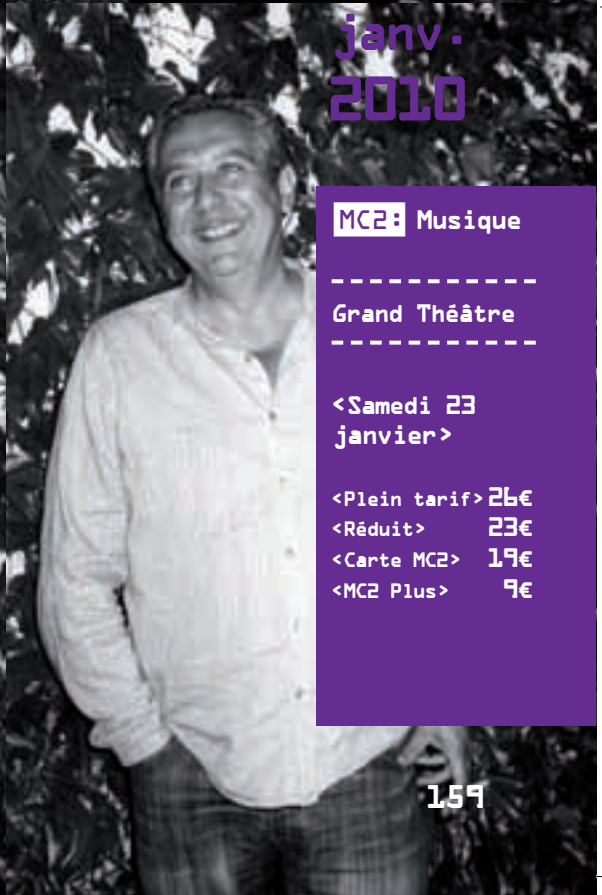 janv.
2010
MC2: Musique
Grand Théâtre
<Samedi 23
janvier>
<Plein tarif> 26€
<Réduit> 23€
<Carte MC2> 19€
<MC2 Plus> 9€
159